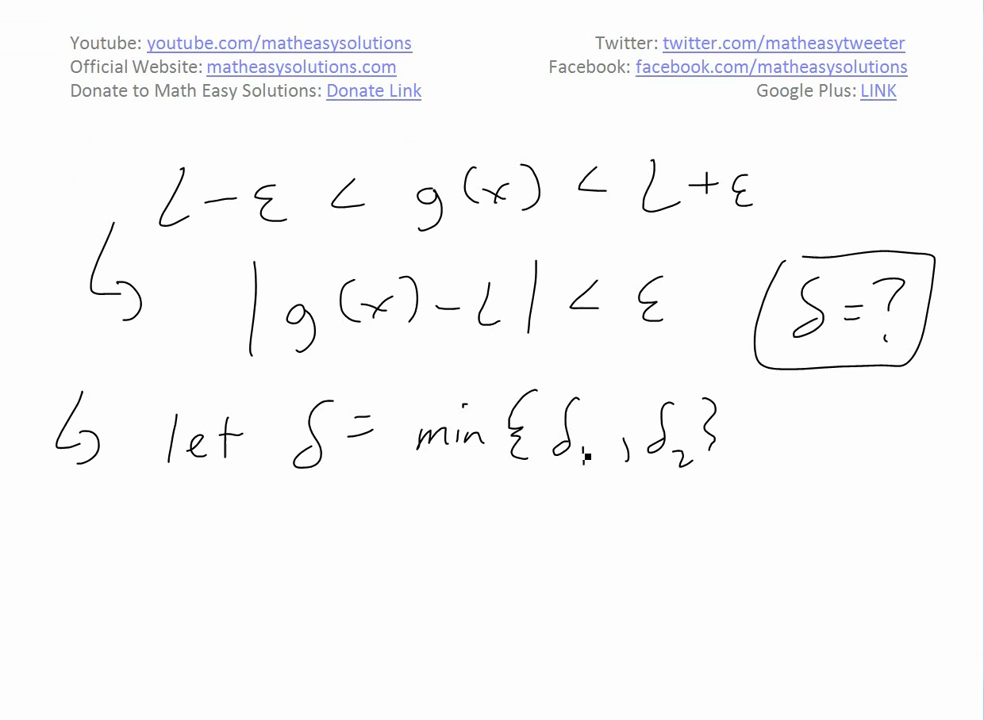 Youtube: youtube.com/matheasysolutions Twitter: twitter.com/matheasytweeter
Official Website: matheasysolutions.com Facebook: facebook.com/matheasysolutions
Donate to Math Easy Solutions: Donate Link Google Plus: LINK
L-ε < g(x) < L+ε
|g(x)-L| < ε δ=?
let δ = min{δ₁, δ₂}